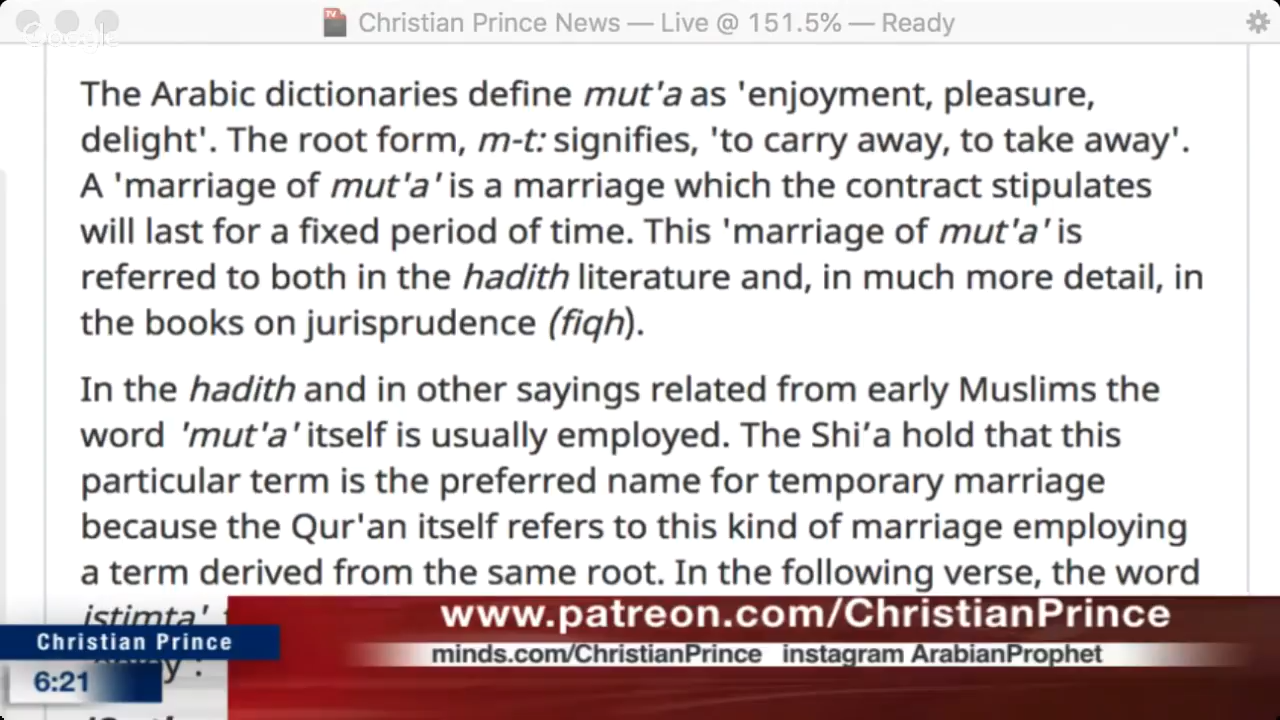 Christian Prince News — Live @ 151.5% — Ready
Google
The Arabic dictionaries define mut'a as 'enjoyment, pleasure,
delight'. The root form, m-t: signifies, 'to carry away, to take away'.
A 'marriage of mut'a' is a marriage which the contract stipulates
will last for a fixed period of time. This 'marriage of mut'a' is
referred to both in the hadith literature and, in much more detail, in
the books on jurisprudence (fiqh).
In the hadith and in other sayings related from early Muslims the
word 'mut'a' itself is usually employed. The Shi’a hold that this
particular term is the preferred name for temporary marriage
because the Qur'an itself refers to this kind of marriage employing
a term derived from the same root. In the following verse, the word
istimta'
www.patreon.com/ChristianPrince
Christian Prince
minds.com/ChristianPrince instagram ArabianProphet
6:21